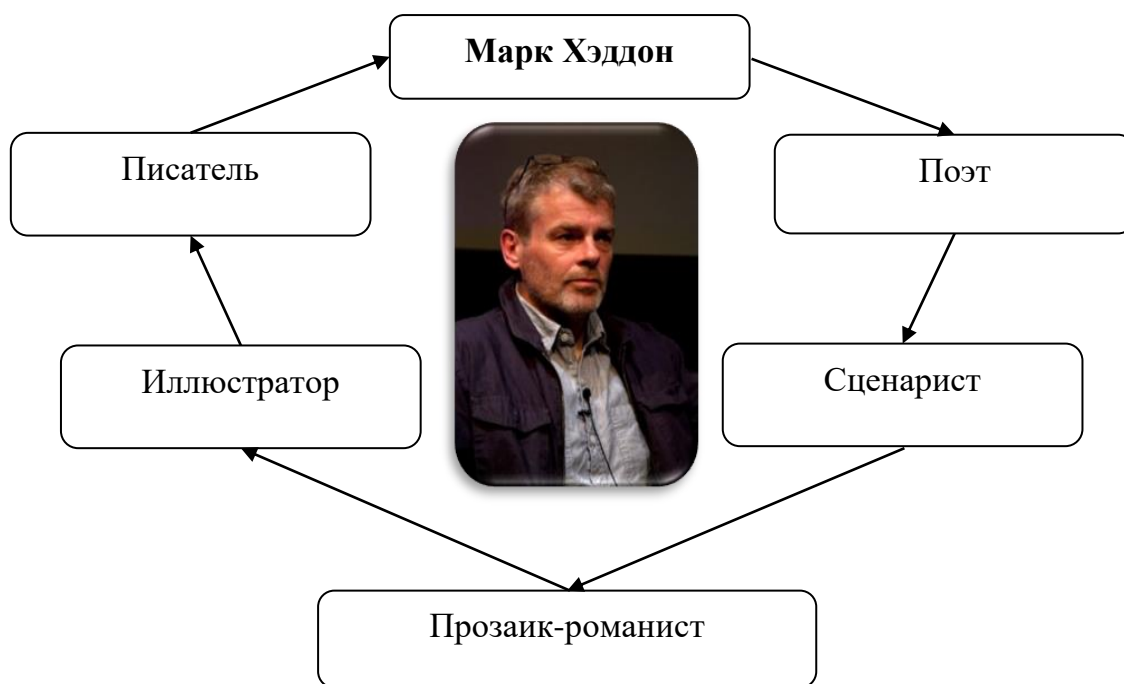 Марк Хэддон
Писатель
Поэт
Иллюстратор
Сценарист
Прозаик-романист